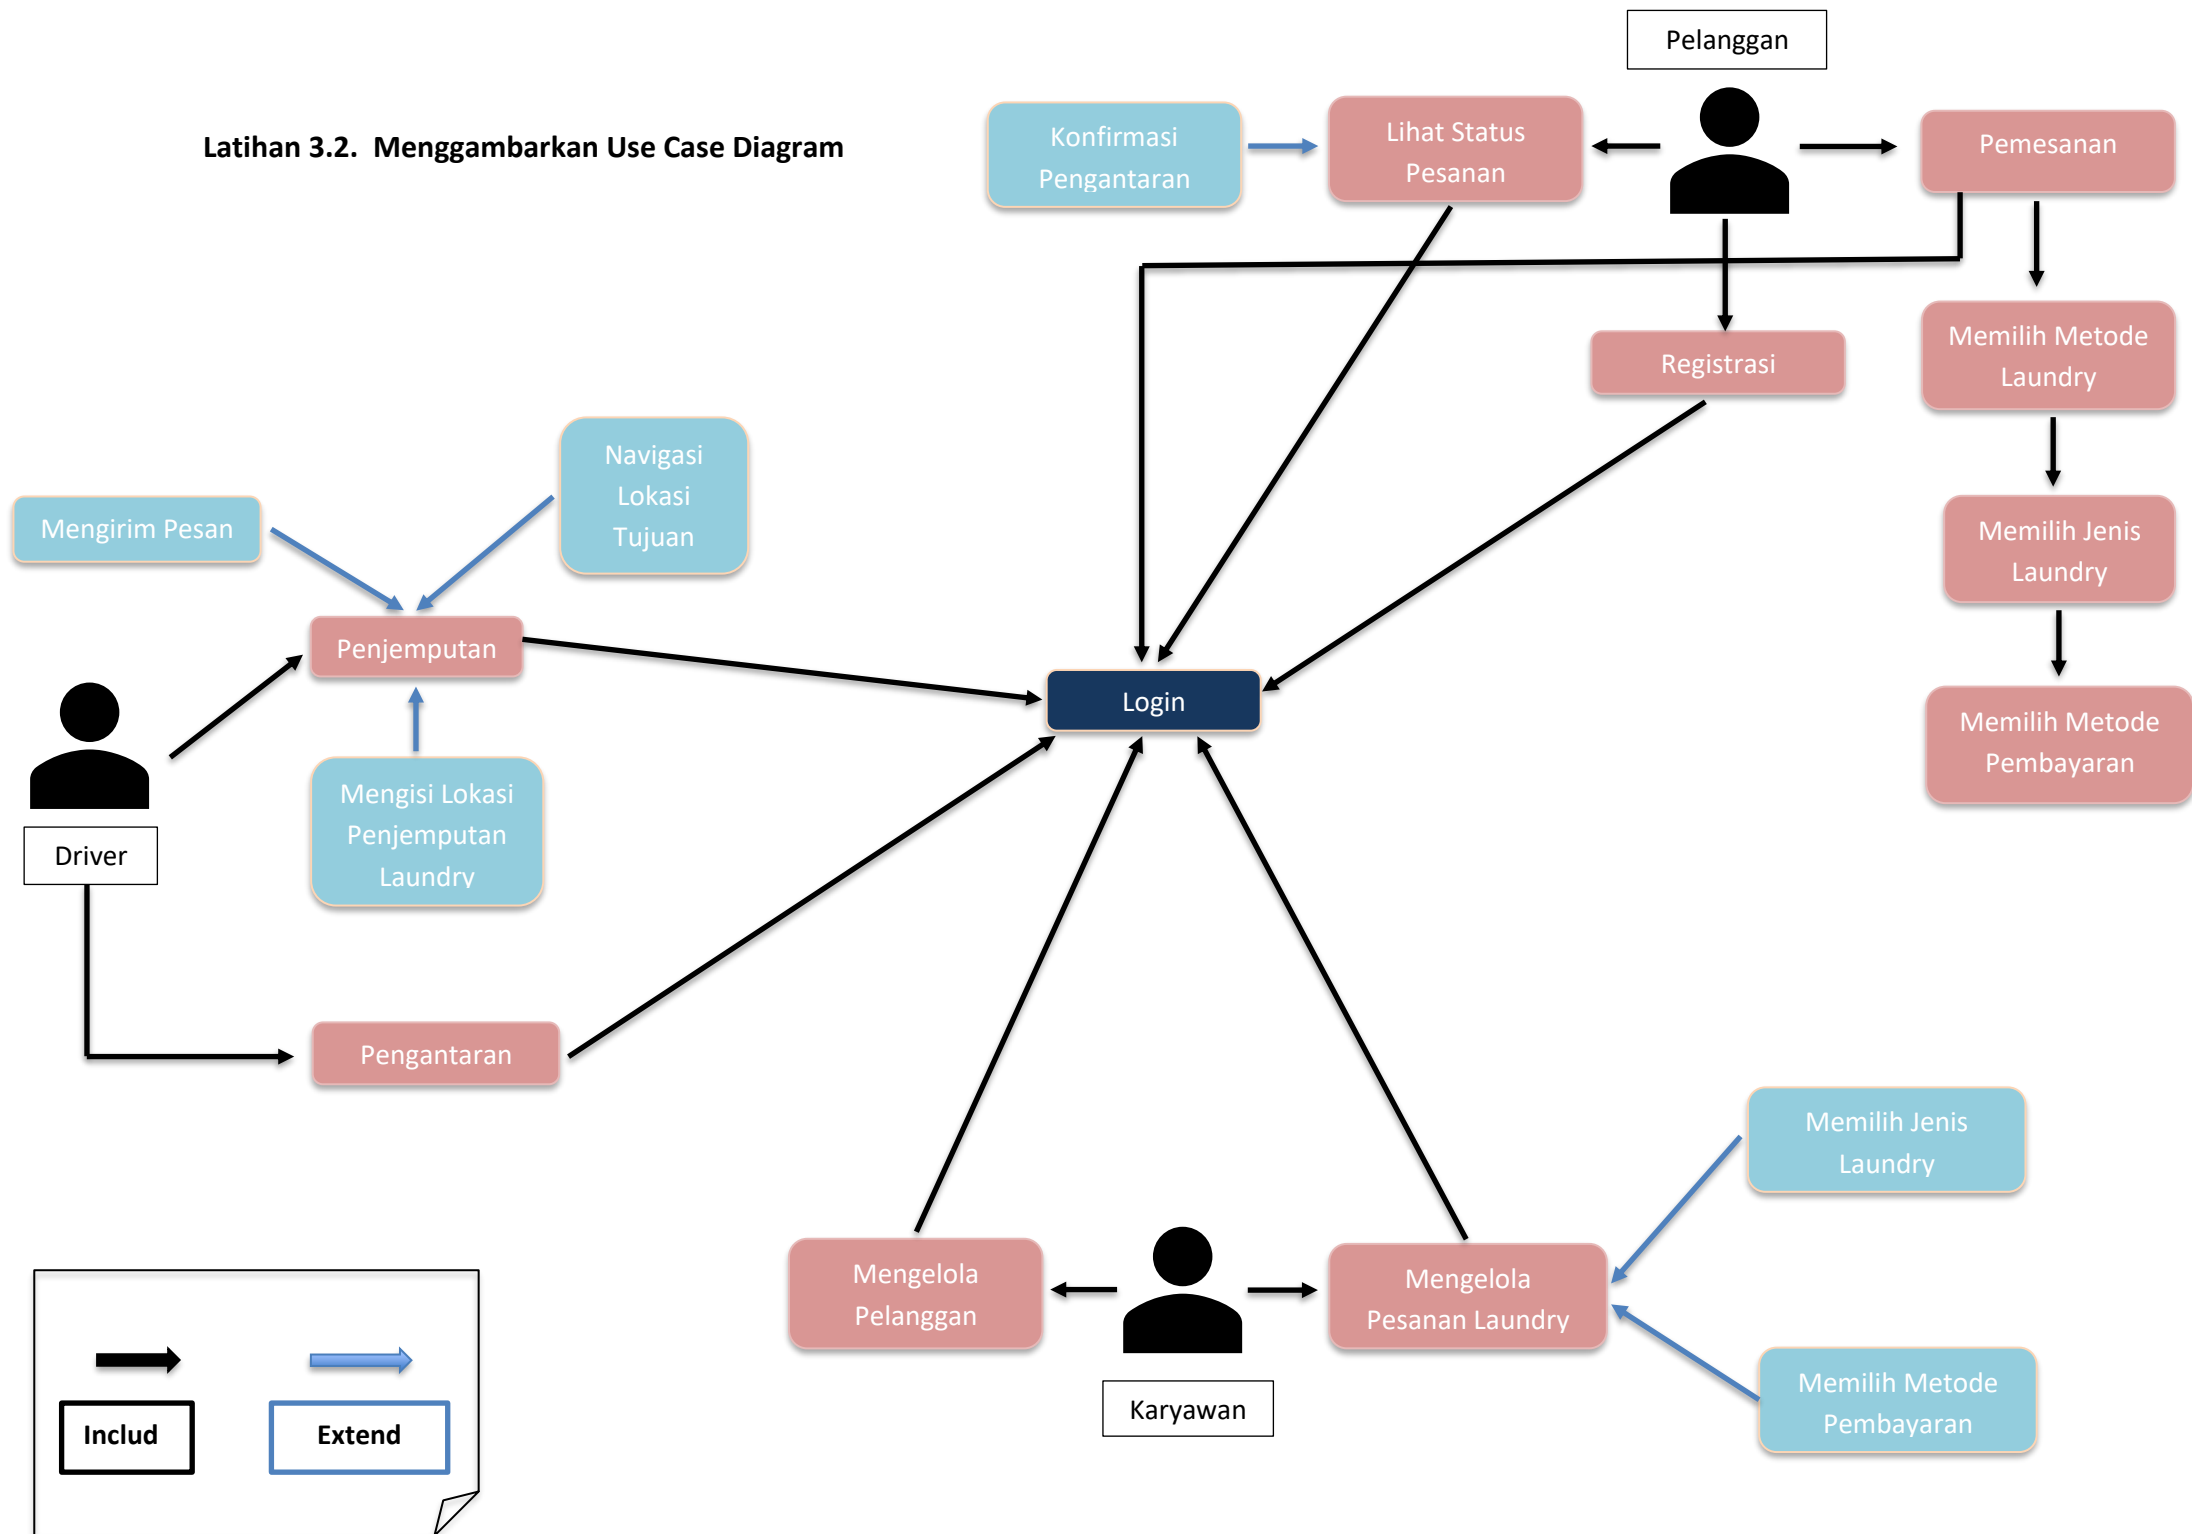 Pelanggan
Latihan 3.2.  Menggambarkan Use Case Diagram
Konfirmasi
Pengantaran
Lihat Status
Pesanan
Pemesanan
Memilih Metode
Laundry
Registrasi
Navigasi
Lokasi
Tujuan
Mengirim Pesan
Memilih Jenis
Laundry
Penjemputan
Login
Memilih Metode
Pembayaran
Mengisi Lokasi
Penjemputan
Laundry
Driver
Pengantaran
Memilih Jenis
Laundry
Mengelola
Pelanggan
Mengelola
Pesanan Laundry
Karyawan
Memilih Metode
Pembayaran
Includ
Extend